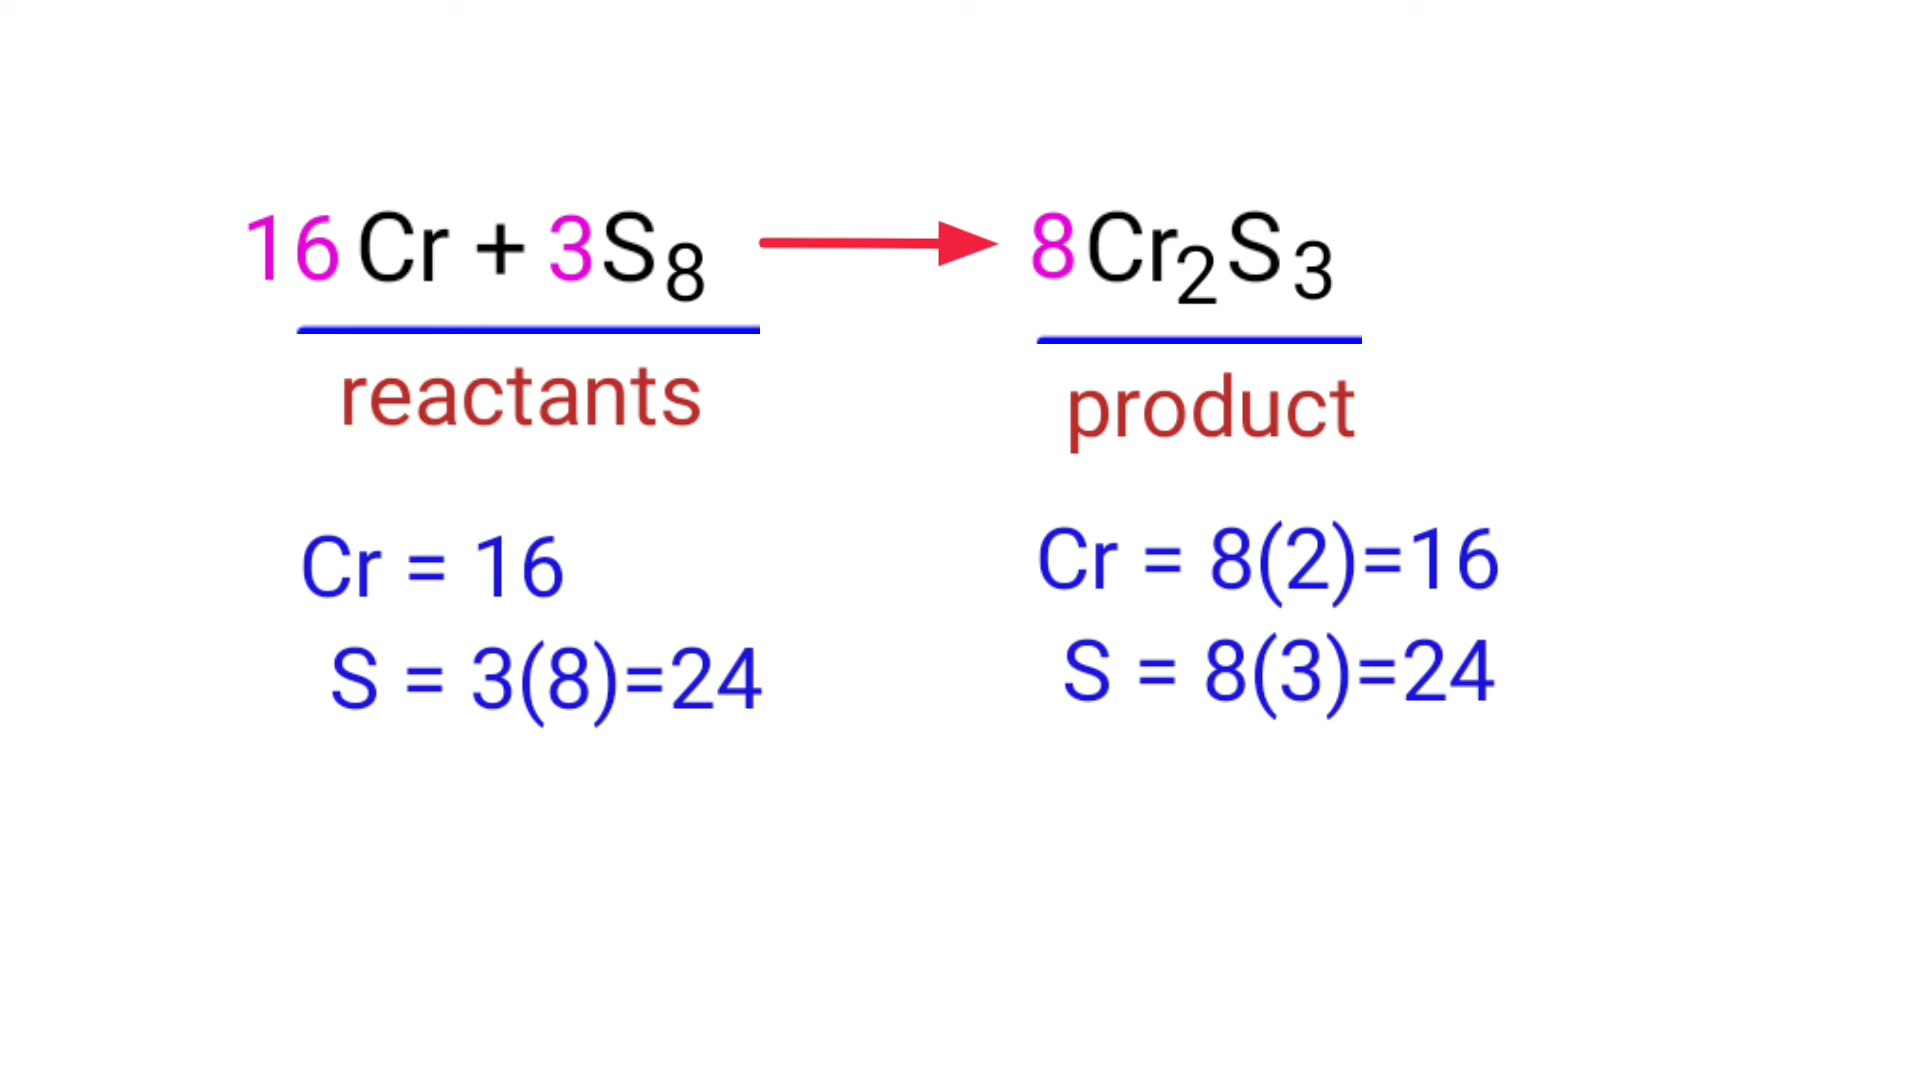 16Cr + 3S₈ → 8Cr₂S₃
reactants product
Cr = 16 Cr = 8(2)=16
S = 3(8)=24 S = 8(3)=24